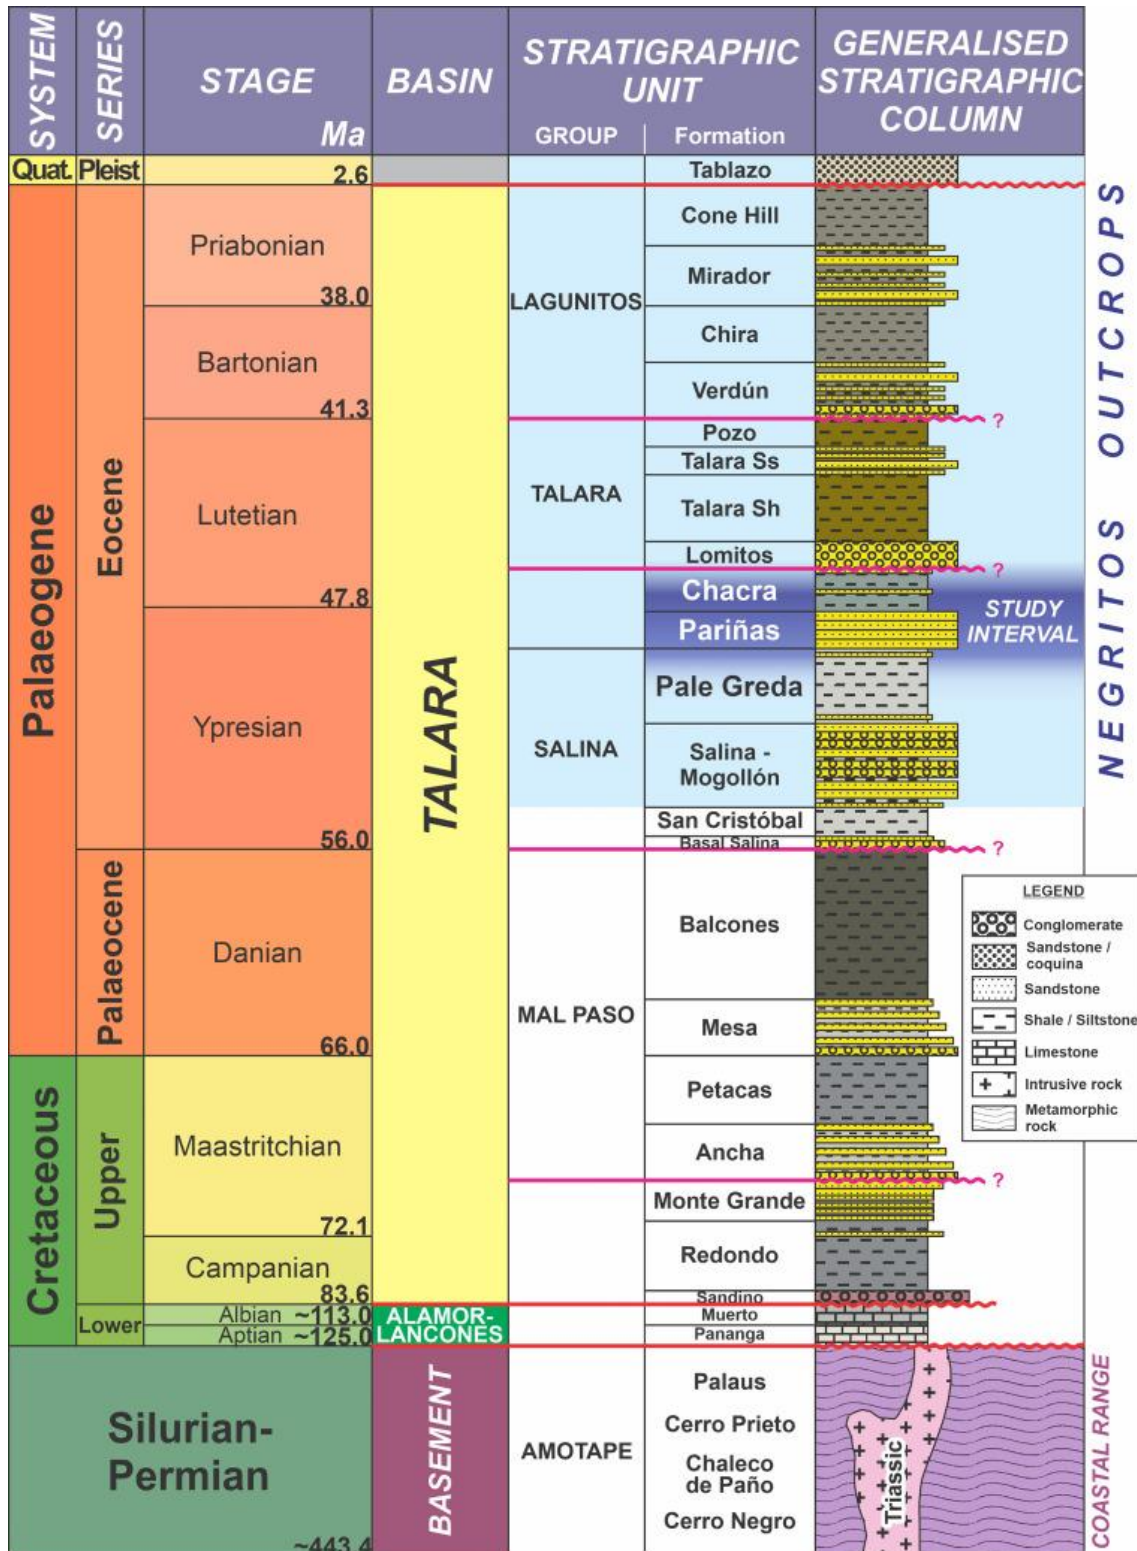 SYSTEM
SERIES
STAGE
Ma
BASIN
STRATIGRAPHIC
UNIT
GROUP
Formation
GENERALISED
STRATIGRAPHIC
COLUMN
Quat.
Pleist
2.6
Tablazo
Palaeogene
Eocene
Priabonian
38.0
Bartonian
41.3
Lutetian
47.8
Ypresian
56.0
Palaeocene
Danian
66.0
Cretaceous
Upper
Maastritchian
72.1
Campanian
83.6
Lower
Albian ~113.0
Aptian ~125.0
Silurian-
Permian
~443.4
TALARA
ALAMOR-
LANCONES
BASEMENT
LAGUNITOS
Cone Hill
Mirador
Chira
Verdún
?
TALARA
Pozo
Talara Ss
Talara Sh
Lomitos
?
Chacra
Pariñas
STUDY
INTERVAL
SALINA
Pale Greda
Salina -
Mogollón
San Cristóbal
Basal Salina
?
MAL PASO
Balcones
Mesa
Petacas
Ancha
?
Monte Grande
Redondo
Sandino
Muerto
Pananga
AMOTAPE
Palaus
Cerro Prieto
Chaleco
de Paño
Cerro Negro
Triassic
NEGRITOS OUTCROPS
LEGEND
Conglomerate
Sandstone /
coquina
Sandstone
Shale / Siltstone
Limestone
Intrusive rock
Metamorphic
rock
COASTAL RANGE